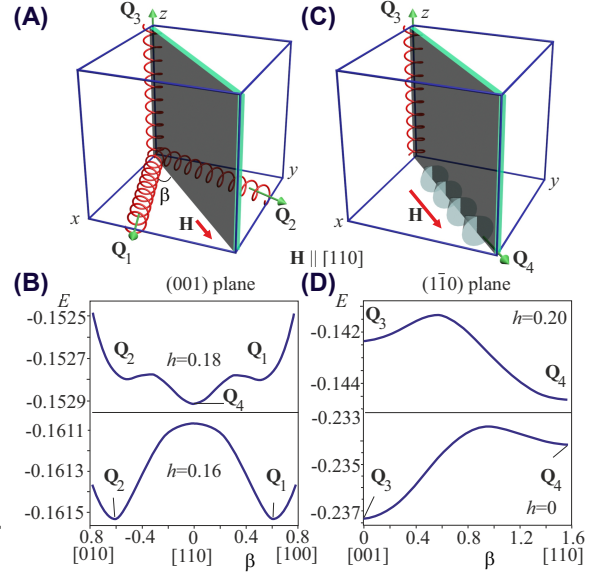 (A)
Q3
z
(C)
Q3
z
β
y
x
Q1
H
Q2
H || [110]
y
x
H
Q4
(B)
E
(001) plane
(D)
E
(11̅0) plane
-0.1525
-0.1527
-0.1529
Q2
h=0.18
Q1
Q4
-0.1611
-0.1613
-0.1615
Q2
h=0.16
Q1
-0.4
0
0.4
0.8
[010]
[110]
β
[100]
-0.142
-0.144
Q3
h=0.20
Q4
-0.233
-0.235
-0.237
Q3
Q4
h=0
0
0.4
0.8
1.2
1.6
[001]
β
[110]